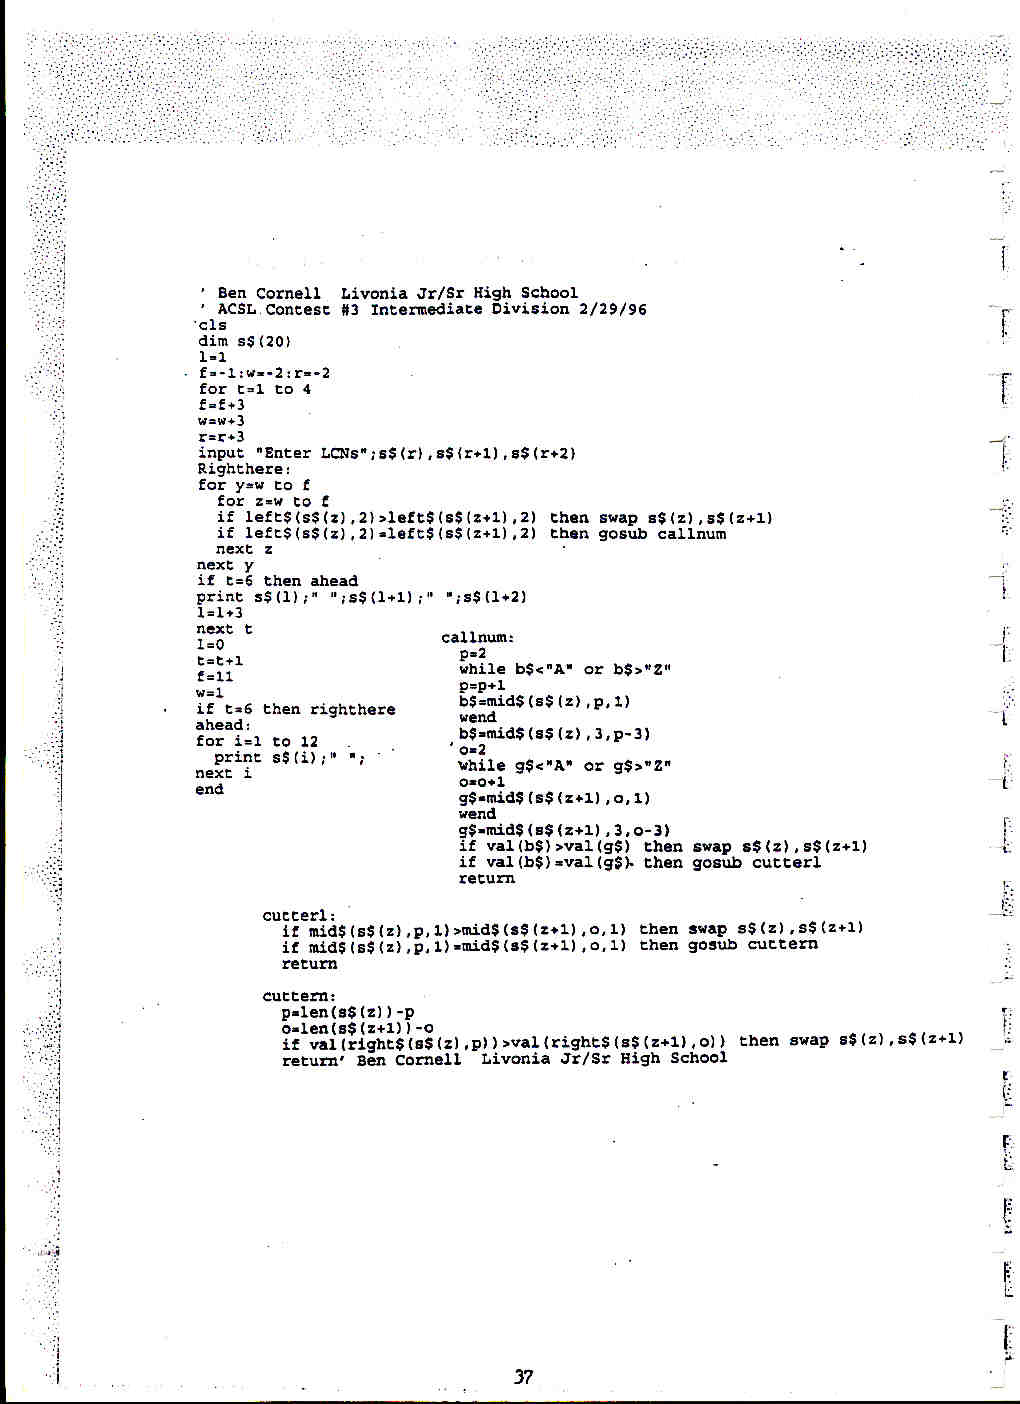 ' Ben Cornell  Livonia Jr/Sr High School
' ACSL Contest #3 Intermediate Division 2/29/96
cls
dim s$(20)
l=1
f=-1:w=-2:r=-2
for t=1 to 4
f=f+3
w=w+3
r=r+3
input "Enter LCNs";s$(r),s$(r+1),s$(r+2)
Righthere:
for y=w to f
  for z=w to f
  if left$(s$(z),2)>left$(s$(z+1),2) then swap s$(z),s$(z+1)
  if left$(s$(z),2)=left$(s$(z+1),2) then gosub callnum
  next z
next y
if t=6 then ahead
print s$(l);" ";s$(l+1);" ";s$(l+2)
l=l+3
next t
l=0
t=t+1
f=11
w=1
if t=6 then righthere
ahead:
for i=1 to 12
  print s$(i);" ";
next i
end
callnum:
  p=2
  while b$<"A" or b$>"Z"
  p=p+1
  b$=mid$(s$(z),p,1)
  wend
  b$=mid$(s$(z),3,p-3)
  o=2
  while g$<"A" or g$>"Z"
  o=o+1
  g$=mid$(s$(z+1),o,1)
  wend
  g$=mid$(s$(z+1),3,o-3)
  if val(b$)>val(g$) then swap s$(z),s$(z+1)
  if val(b$)=val(g$) then gosub cutterl
  return
cutterl:
  if mid$(s$(z),p,1)>mid$(s$(z+1),o,1) then swap s$(z),s$(z+1)
  if mid$(s$(z),p,1)=mid$(s$(z+1),o,1) then gosub cuttern
  return
cuttern:
  p=len(s$(z))-p
  o=len(s$(z+1))-o
  if val(right$(s$(z),p))>val(right$(s$(z+1),o)) then swap s$(z),s$(z+1)
  return' Ben Cornell  Livonia Jr/Sr High School
37